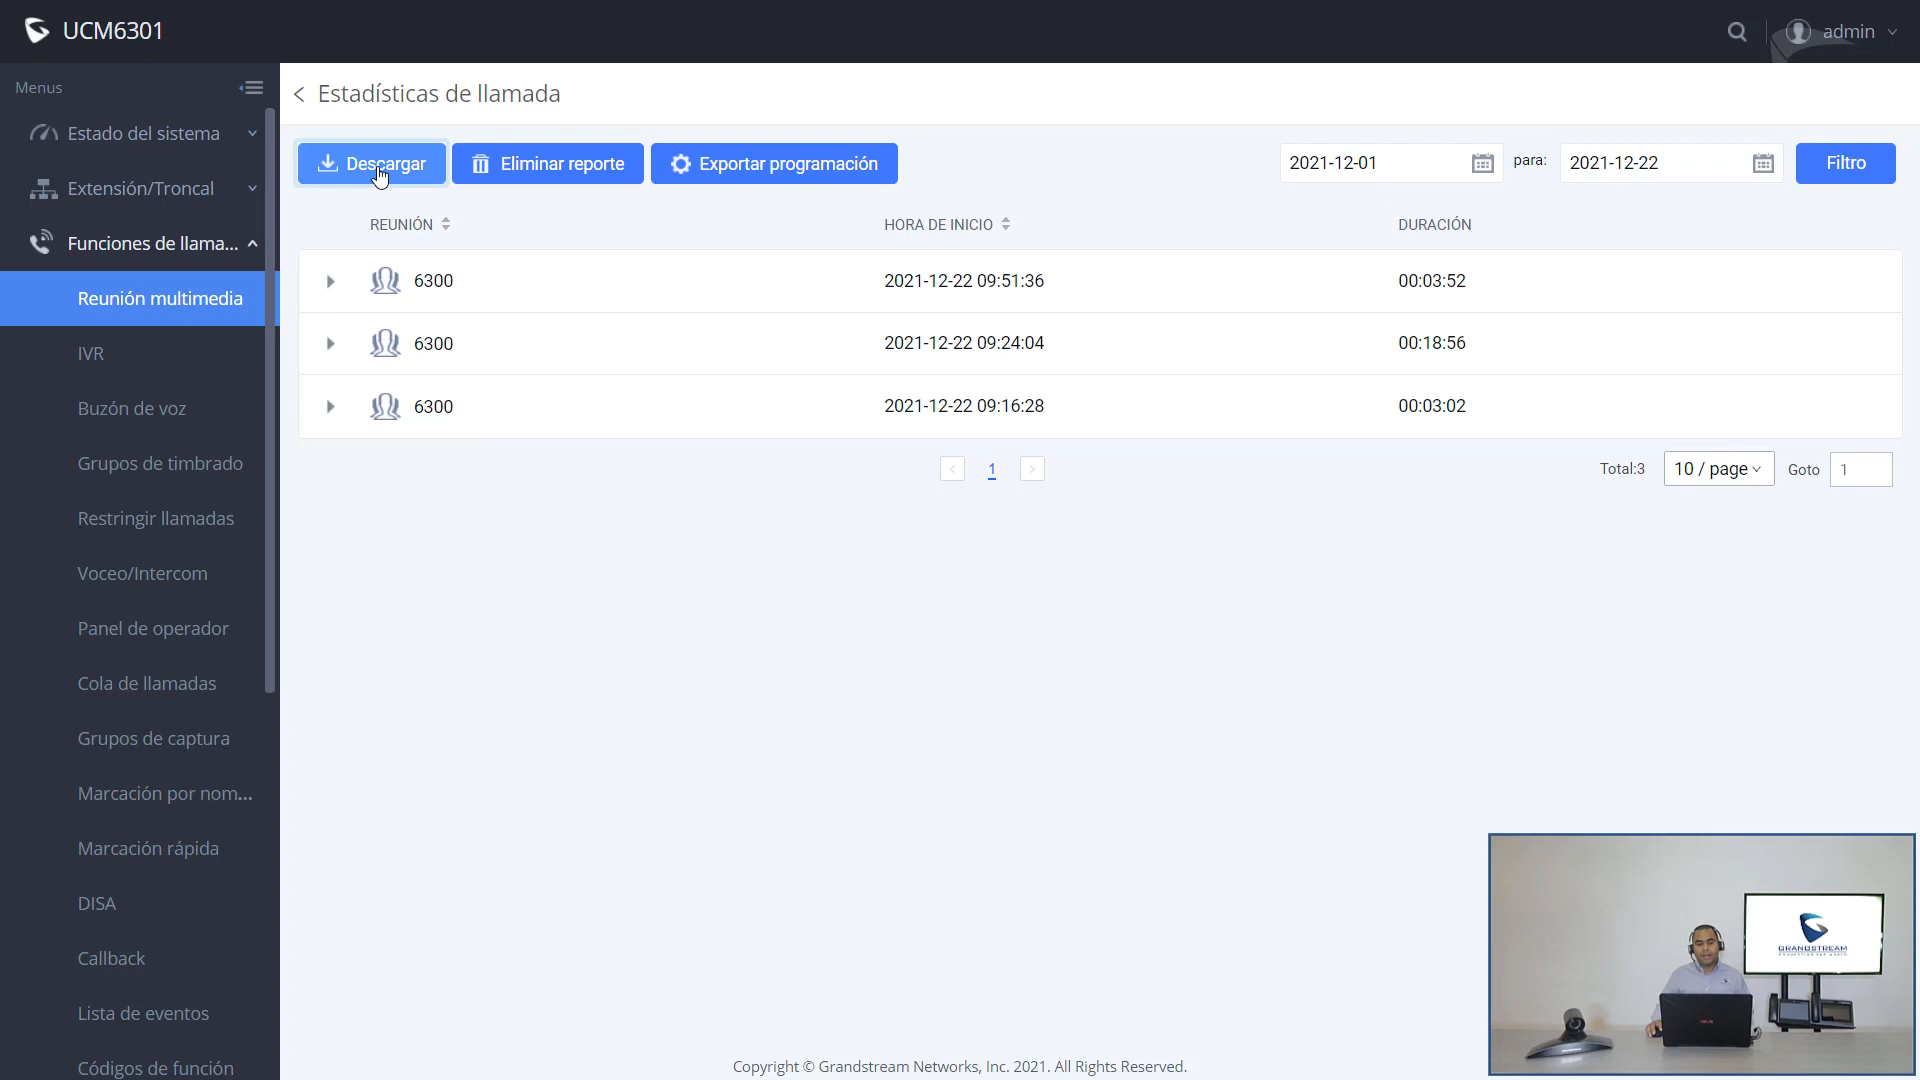 UCM6301
admin
Menus
Estado del sistema
Extensión/Troncal
Funciones de llama...
Reunión multimedia
IVR
Buzón de voz
Grupos de timbrado
Restringir llamadas
Voceo/Intercom
Panel de operador
Cola de llamadas
Grupos de captura
Marcación por nom...
Marcación rápida
DISA
Callback
Lista de eventos
Códigos de función
< Estadísticas de llamada
Descargar Eliminar reporte Exportar programación 2021-12-01 para: 2021-12-22 Filtro
REUNIÓN HORA DE INICIO DURACIÓN
6300 2021-12-22 09:51:36 00:03:52
6300 2021-12-22 09:24:04 00:18:56
6300 2021-12-22 09:16:28 00:03:02
< 1 > Total:3 10 / page Goto 1
GRANDSTREAM
Copyright © Grandstream Networks, Inc. 2021. All Rights Reserved.